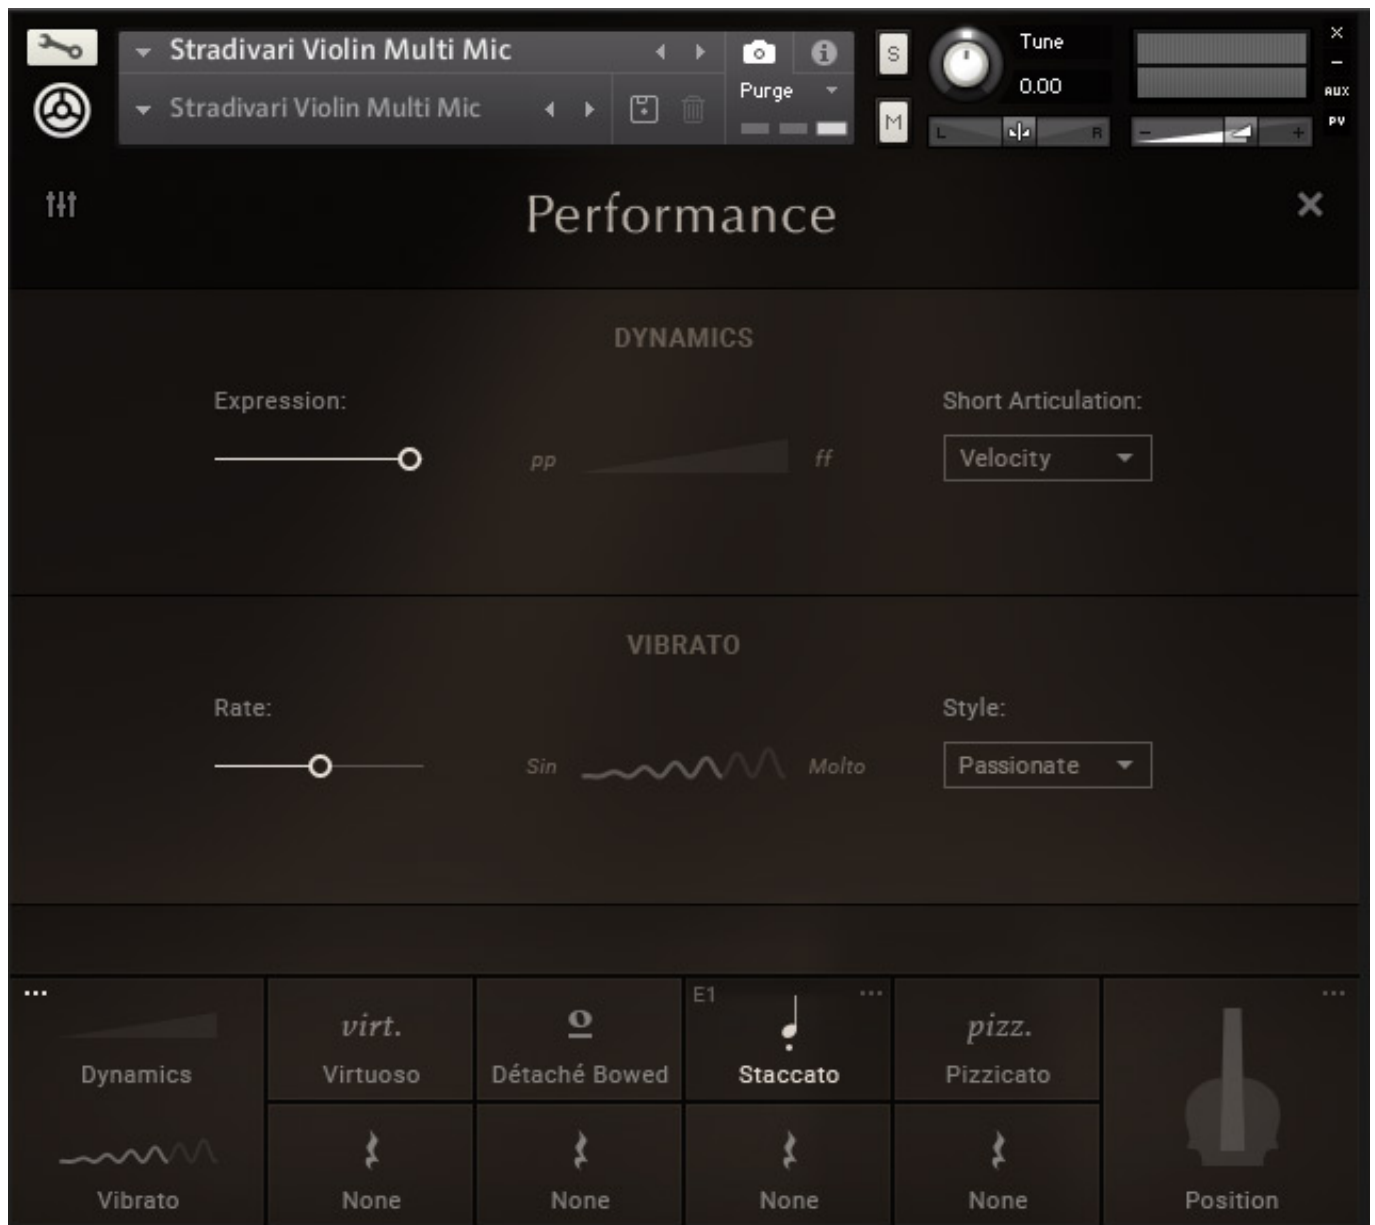 Stradivari Violin Multi Mic
S
Tune
×
–
Stradivari Violin Multi Mic
Purge
0.00
AUX
M
L
R
-
+
PV
Performance
×
DYNAMICS
Expression:
Short Articulation:
pp
ff
Velocity
VIBRATO
Rate:
Style:
Sin
Molto
Passionate
E1
virt.
pizz.
Dynamics
Virtuoso
Détaché Bowed
Staccato
Pizzicato
Vibrato
None
None
None
None
Position